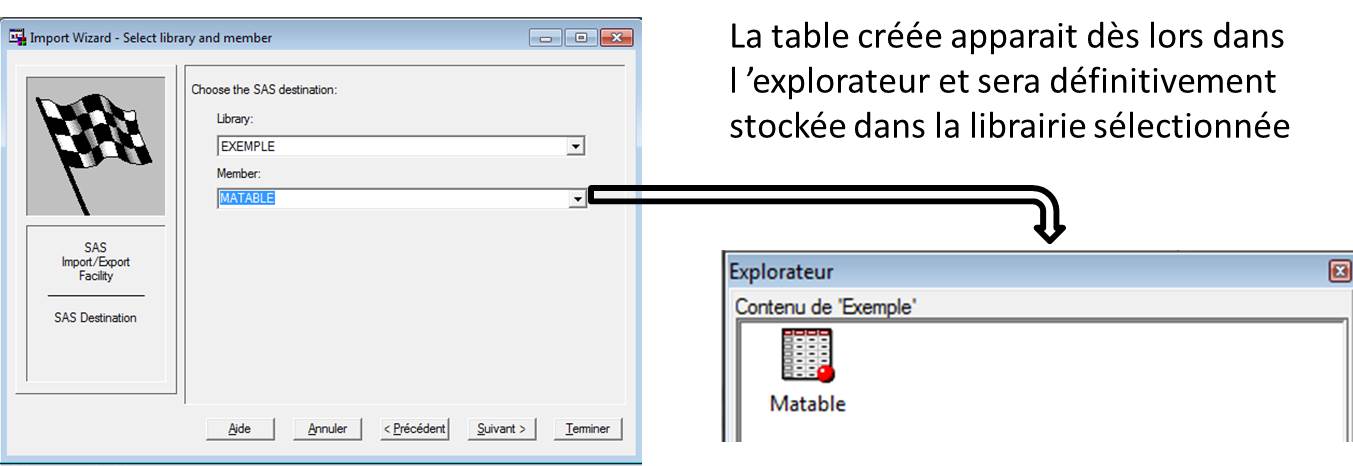 Import Wizard - Select library and member
Choose the SAS destination:
Library:
EXEMPLE
Member:
MATABLE
SAS
Import/Export
Facility
SAS Destination
Aide
Annuler
< Précédent
Suivant >
Terminer
La table créée apparait dès lors dans
l ’explorateur et sera définitivement
stockée dans la librairie sélectionnée
Explorateur
Contenu de 'Exemple'
Matable